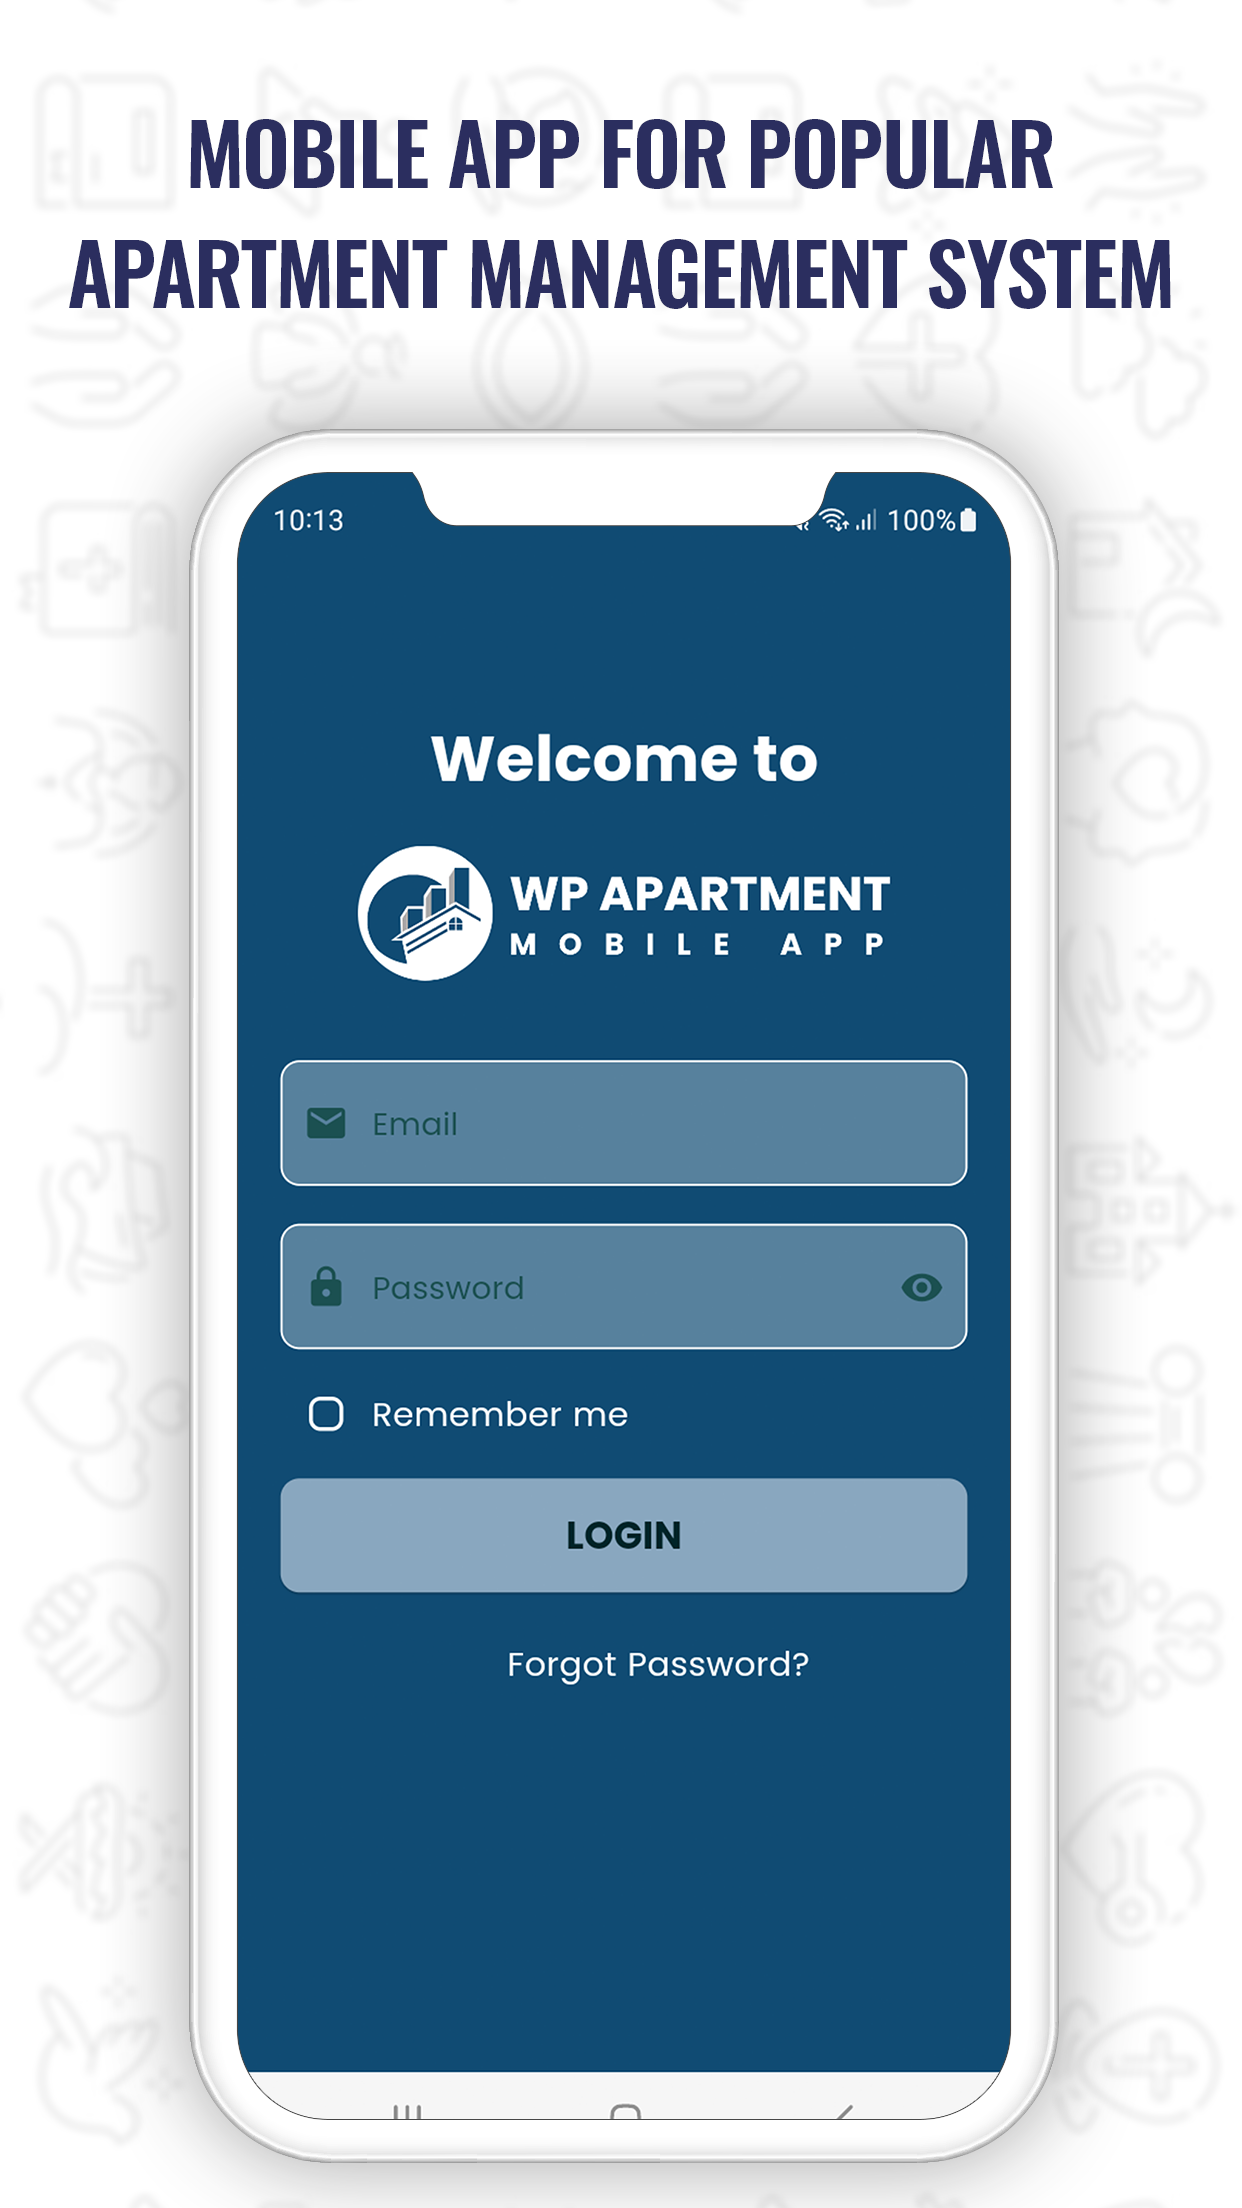 MOBILE APP FOR POPULAR
APARTMENT MANAGEMENT SYSTEM
10:13
100%
Welcome to
WP APARTMENT
MOBILE APP
Email
Password
Remember me
LOGIN
Forgot Password?